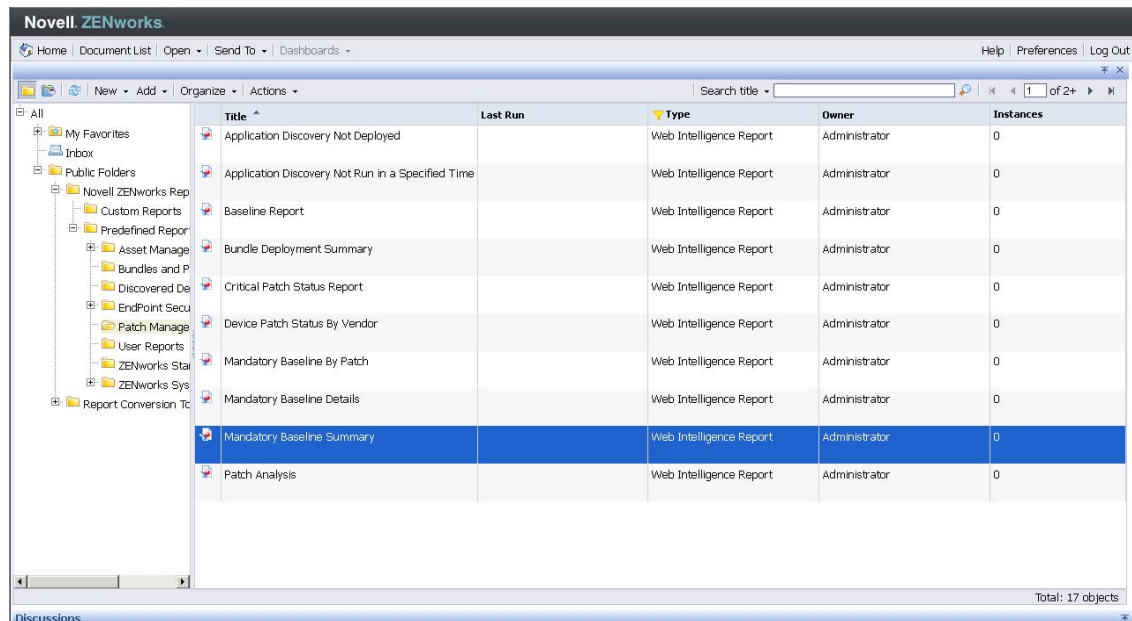 Novell ZENworks
Home Document List Open Send To Dashboards Help Preferences Log Out
New Add Organize Actions Search title 1 of 2+
All
My Favorites
Inbox
Public Folders
Novell ZENworks Rep
Custom Reports
Predefined Repor
Asset Manage
Bundles and P
Discovered De
EndPoint Secu
Patch Manage
User Reports
ZENworks Sta
ZENworks Sys
Report Conversion To
Title Last Run Type Owner Instances
Application Discovery Not Deployed Web Intelligence Report Administrator 0
Application Discovery Not Run in a Specified Time Web Intelligence Report Administrator 0
Baseline Report Web Intelligence Report Administrator 0
Bundle Deployment Summary Web Intelligence Report Administrator 0
Critical Patch Status Report Web Intelligence Report Administrator 0
Device Patch Status By Vendor Web Intelligence Report Administrator 0
Mandatory Baseline By Patch Web Intelligence Report Administrator 0
Mandatory Baseline Details Web Intelligence Report Administrator 0
Mandatory Baseline Summary Web Intelligence Report Administrator 0
Patch Analysis Web Intelligence Report Administrator 0
Total: 17 objects
Discussions